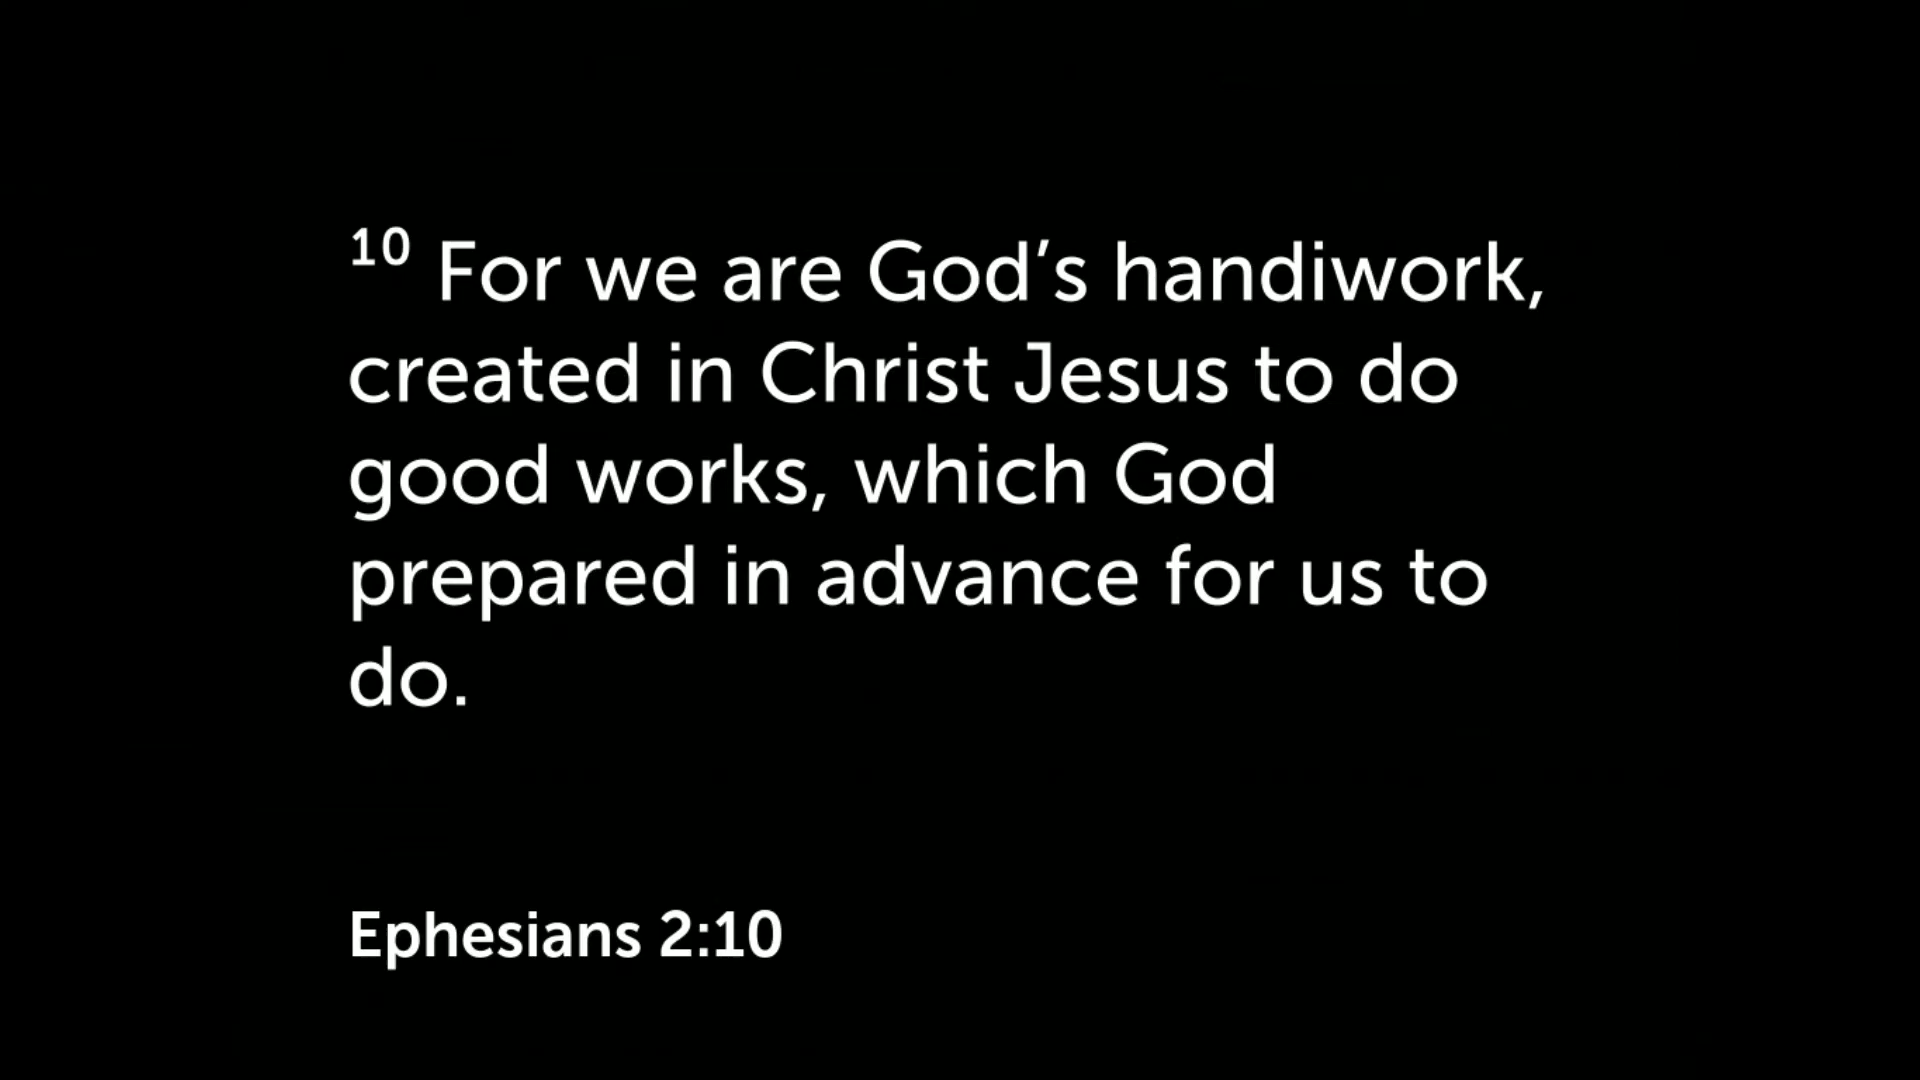 10 For we are God’s handiwork,
created in Christ Jesus to do
good works, which God
prepared in advance for us to
do.
Ephesians 2:10